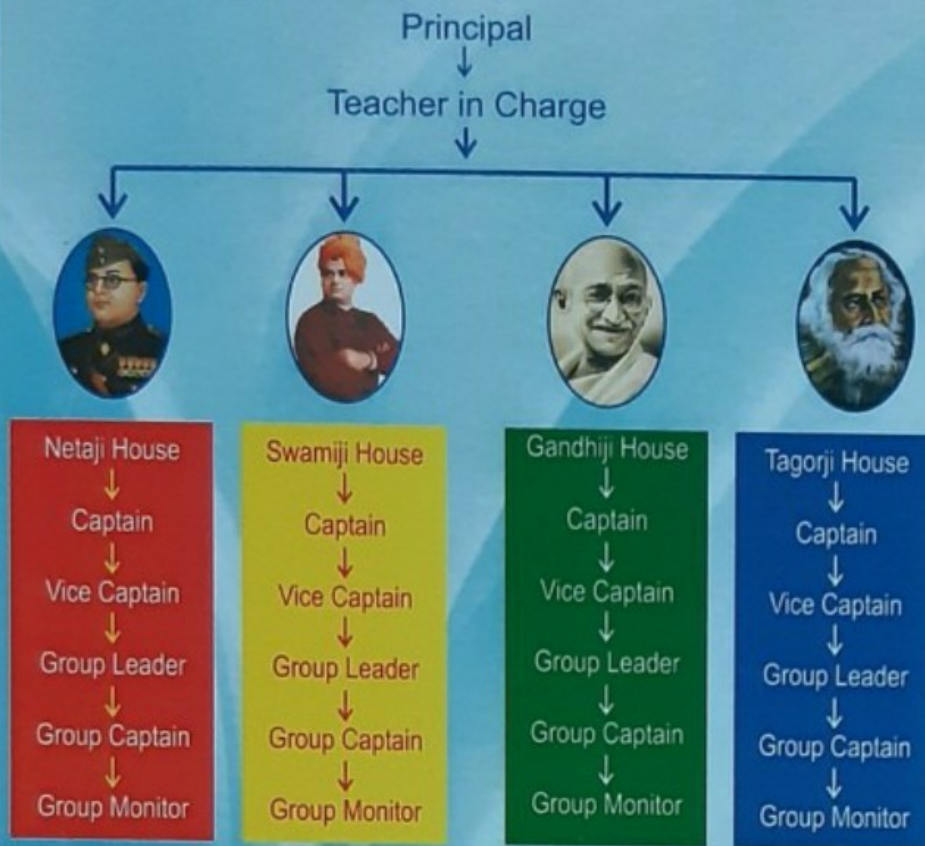 Principal
Teacher in Charge
Netaji House
Captain
Vice Captain
Group Leader
Group Captain
Group Monitor
Swamiji House
Captain
Vice Captain
Group Leader
Group Captain
Group Monitor
Gandhiji House
Captain
Vice Captain
Group Leader
Group Captain
Group Monitor
Tagorji House
Captain
Vice Captain
Group Leader
Group Captain
Group Monitor